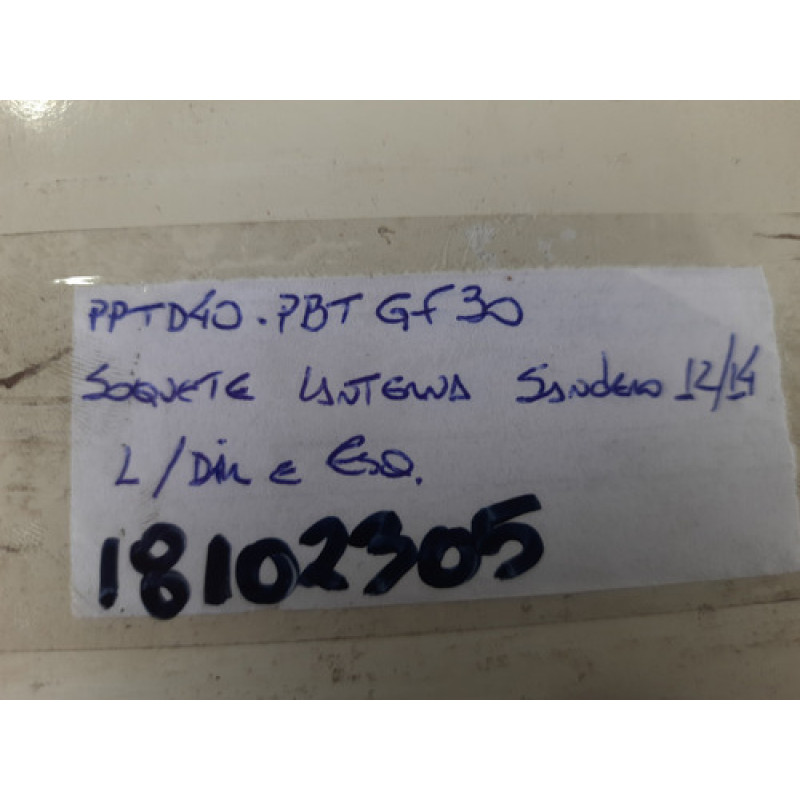 PPTD40.PBT GF30
SOQUETE LANTERNA SANDERO 12/14
L/DIR E ESQ.
18102305